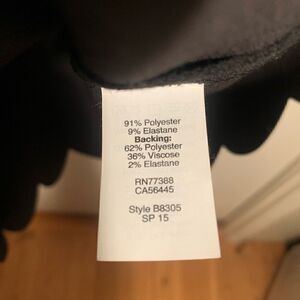 91% Polyester
9% Elastane
Backing:
62% Polyester
36% Viscose
2% Elastane
RN77388
CA56445
Style B8305
SP 15